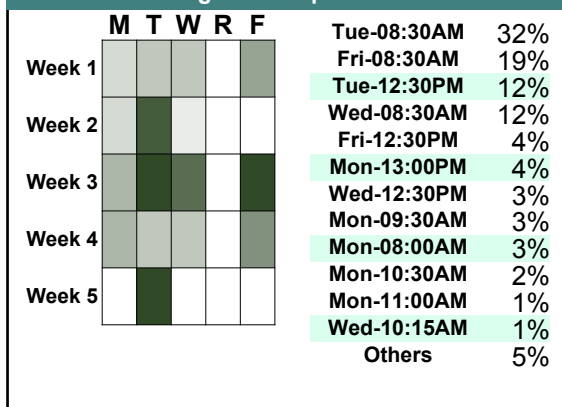 M T W R F
Week 1
Week 2
Week 3
Week 4
Week 5
Tue-08:30AM 32%
Fri-08:30AM 19%
Tue-12:30PM 12%
Wed-08:30AM 12%
Fri-12:30PM 4%
Mon-13:00PM 4%
Wed-12:30PM 3%
Mon-09:30AM 3%
Mon-08:00AM 3%
Mon-10:30AM 2%
Mon-11:00AM 1%
Wed-10:15AM 1%
Others 5%